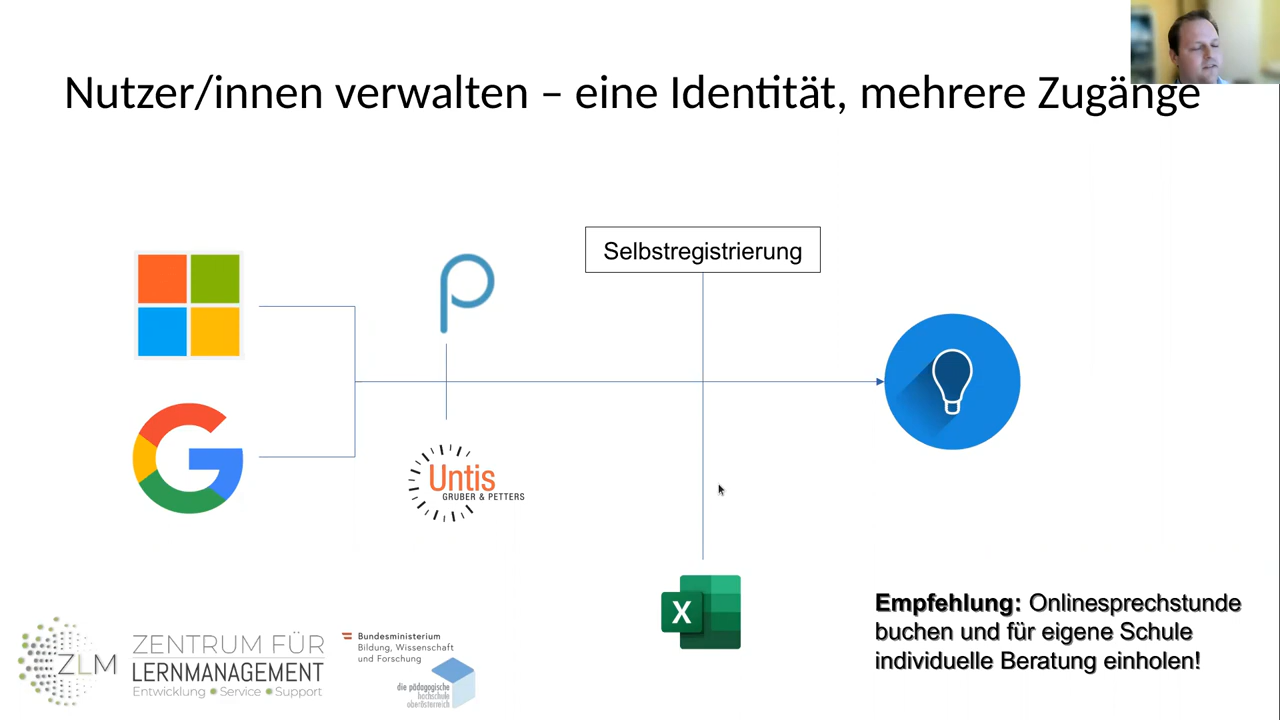 Nutzer/innen verwalten – eine Identität, mehrere Zugänge
Selbstregistrierung
Untis
GRUBER & PETTERS
X
Empfehlung: Onlinesprechstunde
buchen und für eigene Schule
individuelle Beratung einholen!
ZLM
ZENTRUM FÜR
LERNMANAGEMENT
Entwicklung Service Support
Bundesministerium
Bildung, Wissenschaft
und Forschung
die pädagogische
hochschule
oberösterreich